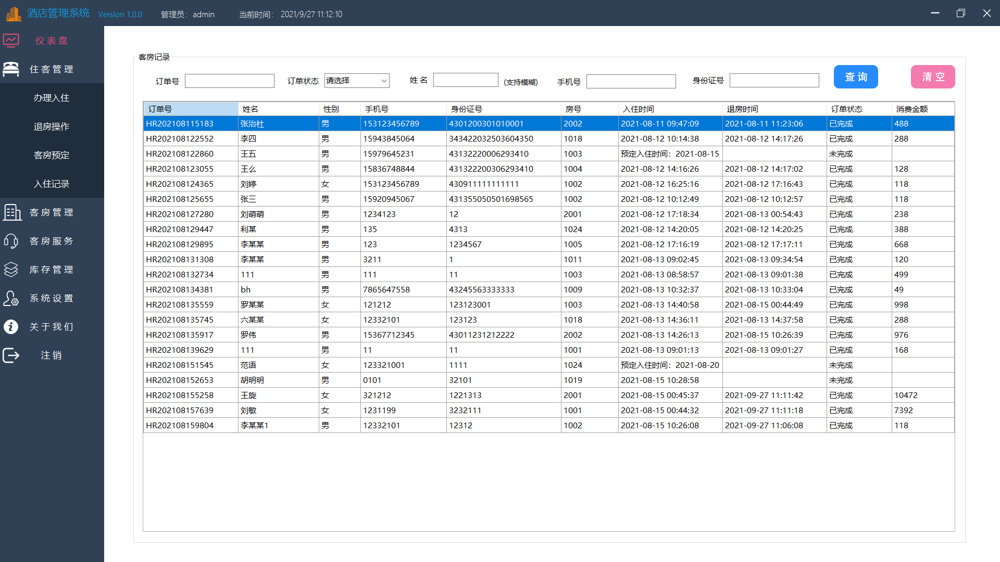 酒店管理系统 Version 1.0.0 管理员： admin 当前时间： 2021/9/27 11:12:10
仪表盘
住客管理
办理入住
退房操作
客房预定
入住记录
客房管理
客房服务
库存管理
系统设置
关于我们
注销
客房记录
订单号 订单状态 请选择 姓名 (支持模糊) 手机号 身份证号 查询 清空
订单号 姓名 性别 手机号 身份证号 房号 入住时间 退房时间 订单状态 消费金额
HR202108115183 张治杜 男 153123456789 4301200301010001 2002 2021-08-11 09:47:09 2021-08-11 11:23:06 已完成 488
HR202108122552 李四 男 15943845064 343422032503604350 1018 2021-08-12 10:14:38 2021-08-12 14:17:26 已完成 288
HR202108122860 王五 男 15979645231 43132220006293410 1003 预定入住时间：2021-08-15 未完成
HR202108123055 王么 男 15836748844 431322200306293410 1004 2021-08-12 14:16:26 2021-08-12 14:17:02 已完成 128
HR202108124365 刘婷 女 153123456789 430911111111111 1002 2021-08-12 16:25:16 2021-08-12 17:16:43 已完成 118
HR202108125655 张三 男 15920945067 431355050501698565 1002 2021-08-12 10:12:49 2021-08-12 10:12:57 已完成 118
HR202108127280 刘萌萌 男 1234123 12 2001 2021-08-12 17:18:34 2021-08-13 00:54:43 已完成 238
HR202108129447 利某 男 135 4313 1024 2021-08-12 14:20:05 2021-08-12 14:20:25 已完成 388
HR202108129895 李某某 男 123 1234567 1005 2021-08-12 17:16:19 2021-08-12 17:17:11 已完成 668
HR202108131308 李某某 男 3211 1 1011 2021-08-13 09:02:45 2021-08-13 09:34:54 已完成 120
HR202108132734 111 男 111 11 1003 2021-08-13 08:58:57 2021-08-13 09:01:38 已完成 499
HR202108134381 bh 男 7865647558 43245563333333 1009 2021-08-13 10:32:37 2021-08-13 10:33:04 已完成 49
HR202108135559 罗某某 女 121212 123123001 1003 2021-08-13 14:40:58 2021-08-15 00:44:49 已完成 998
HR202108135745 六某某 女 12332101 123123 1018 2021-08-13 14:36:11 2021-08-13 14:37:58 已完成 288
HR202108135917 罗伟 男 15367712345 43011231212222 2002 2021-08-13 14:26:13 2021-08-15 10:26:39 已完成 976
HR202108139629 111 男 11 11 1001 2021-08-13 09:01:13 2021-08-13 09:01:27 已完成 168
HR202108151545 范语 女 123321001 1111 1024 预定入住时间：2021-08-20 未完成
HR202108152653 胡明明 男 0101 32101 1019 2021-08-15 10:28:58 未完成
HR202108155258 王旋 女 321212 1221313 2001 2021-08-15 00:45:37 2021-09-27 11:11:42 已完成 10472
HR202108157639 刘敏 女 1231199 3232111 1001 2021-08-15 00:44:32 2021-09-27 11:11:18 已完成 7392
HR202108159804 李某某1 男 12332101 12312 1002 2021-08-15 10:26:08 2021-09-27 11:06:08 已完成 118